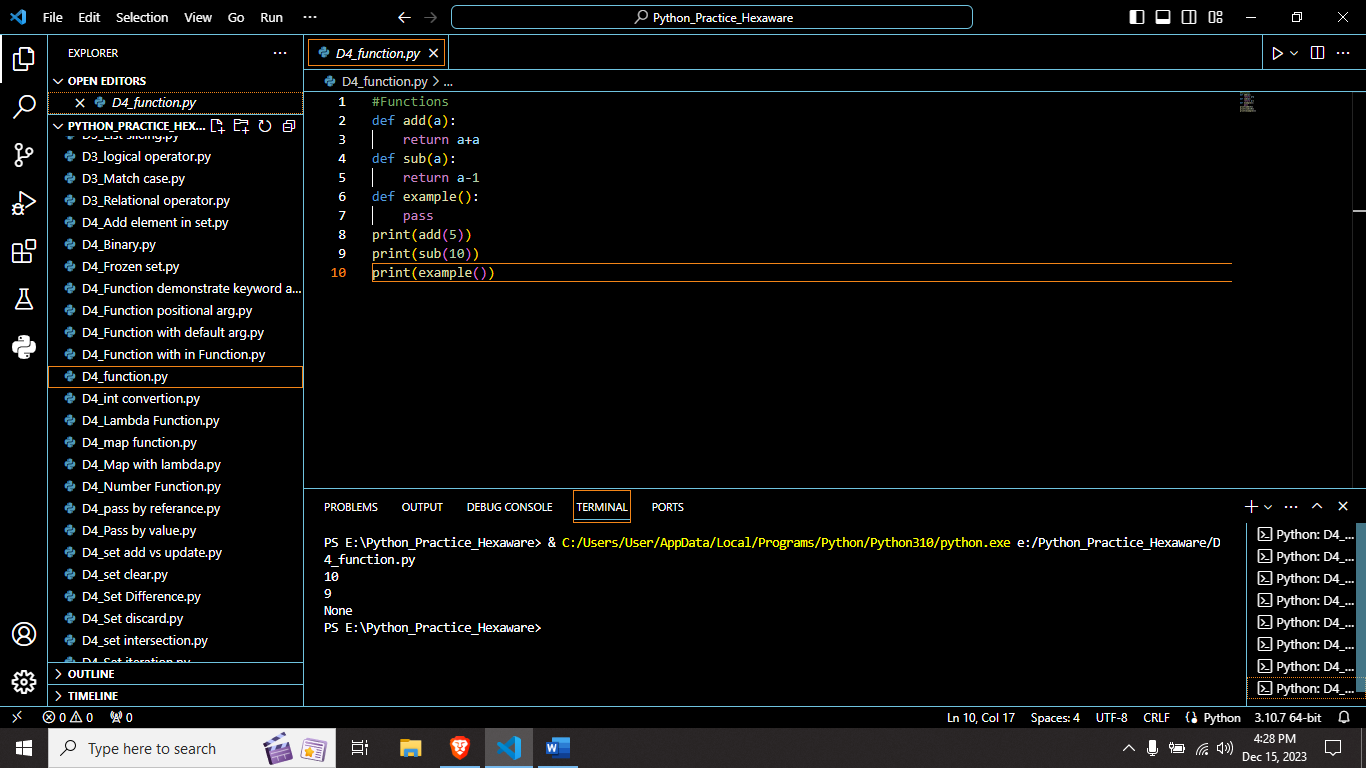 File Edit Selection View Go Run ··· Python_Practice_Hexaware
EXPLORER ···
OPEN EDITORS
D4_function.py
PYTHON_PRACTICE_HEX...
D3_List slicing.py
D3_logical operator.py
D3_Match case.py
D3_Relational operator.py
D4_Add element in set.py
D4_Binary.py
D4_Frozen set.py
D4_Function demonstrate keyword a...
D4_Function positional arg.py
D4_Function with default arg.py
D4_Function with in Function.py
D4_function.py
D4_int convertion.py
D4_Lambda Function.py
D4_map function.py
D4_Map with lambda.py
D4_Number Function.py
D4_pass by referance.py
D4_Pass by value.py
D4_set add vs update.py
D4_set clear.py
D4_Set Difference.py
D4_Set discard.py
D4_set intersection.py
D4_Set iteration.py
OUTLINE
TIMELINE
D4_function.py
D4_function.py > ...
1 #Functions
2 def add(a):
3 return a+a
4 def sub(a):
5 return a-1
6 def example():
7 pass
8 print(add(5))
9 print(sub(10))
10 print(example())
PROBLEMS OUTPUT DEBUG CONSOLE TERMINAL PORTS
PS E:\Python_Practice_Hexaware> & C:/Users/User/AppData/Local/Programs/Python/Python310/python.exe e:/Python_Practice_Hexaware/D
4_function.py
10
9
None
PS E:\Python_Practice_Hexaware>
Python: D4_...
Python: D4_...
Python: D4_...
Python: D4_...
Python: D4_...
Python: D4_...
Python: D4_...
Python: D4_...
0 0 0 Ln 10, Col 17 Spaces: 4 UTF-8 CRLF Python 3.10.7 64-bit
Type here to search
4:28 PM
Dec 15, 2023